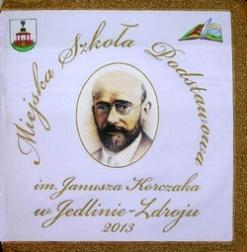 Miejska Szkoła Podstawowa
im. Janusza Korczaka
w Jedlinie-Zdroju
2013